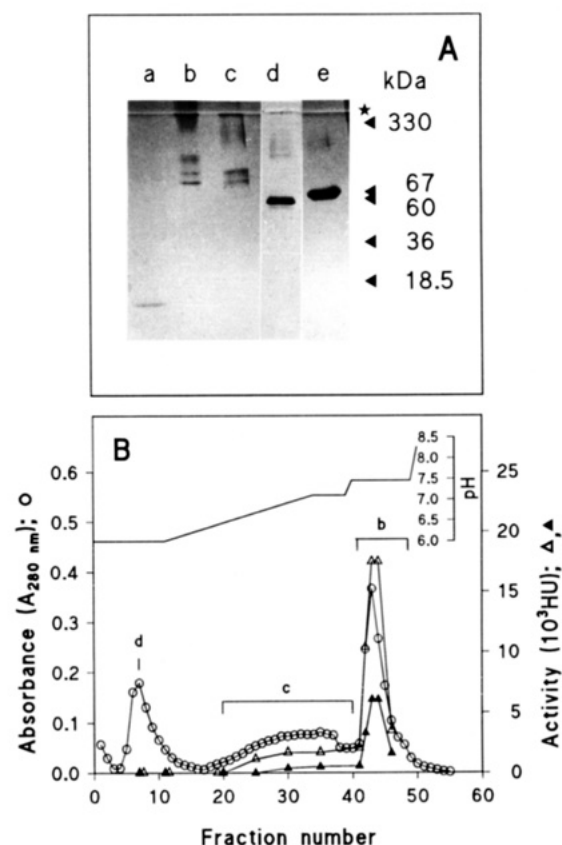 A
a b c d e kDa
★
330
67
60
36
18.5
B
8.5
8.0
7.5
7.0
6.5
6.0
pH
0.6
0.5
0.4
0.3
0.2
0.1
0.0
Absorbance (A280 nm); O
25
20
15
10
5
0
Activity (10³HU); △,▲
b
d
c
0 10 20 30 40 50 60
Fraction number